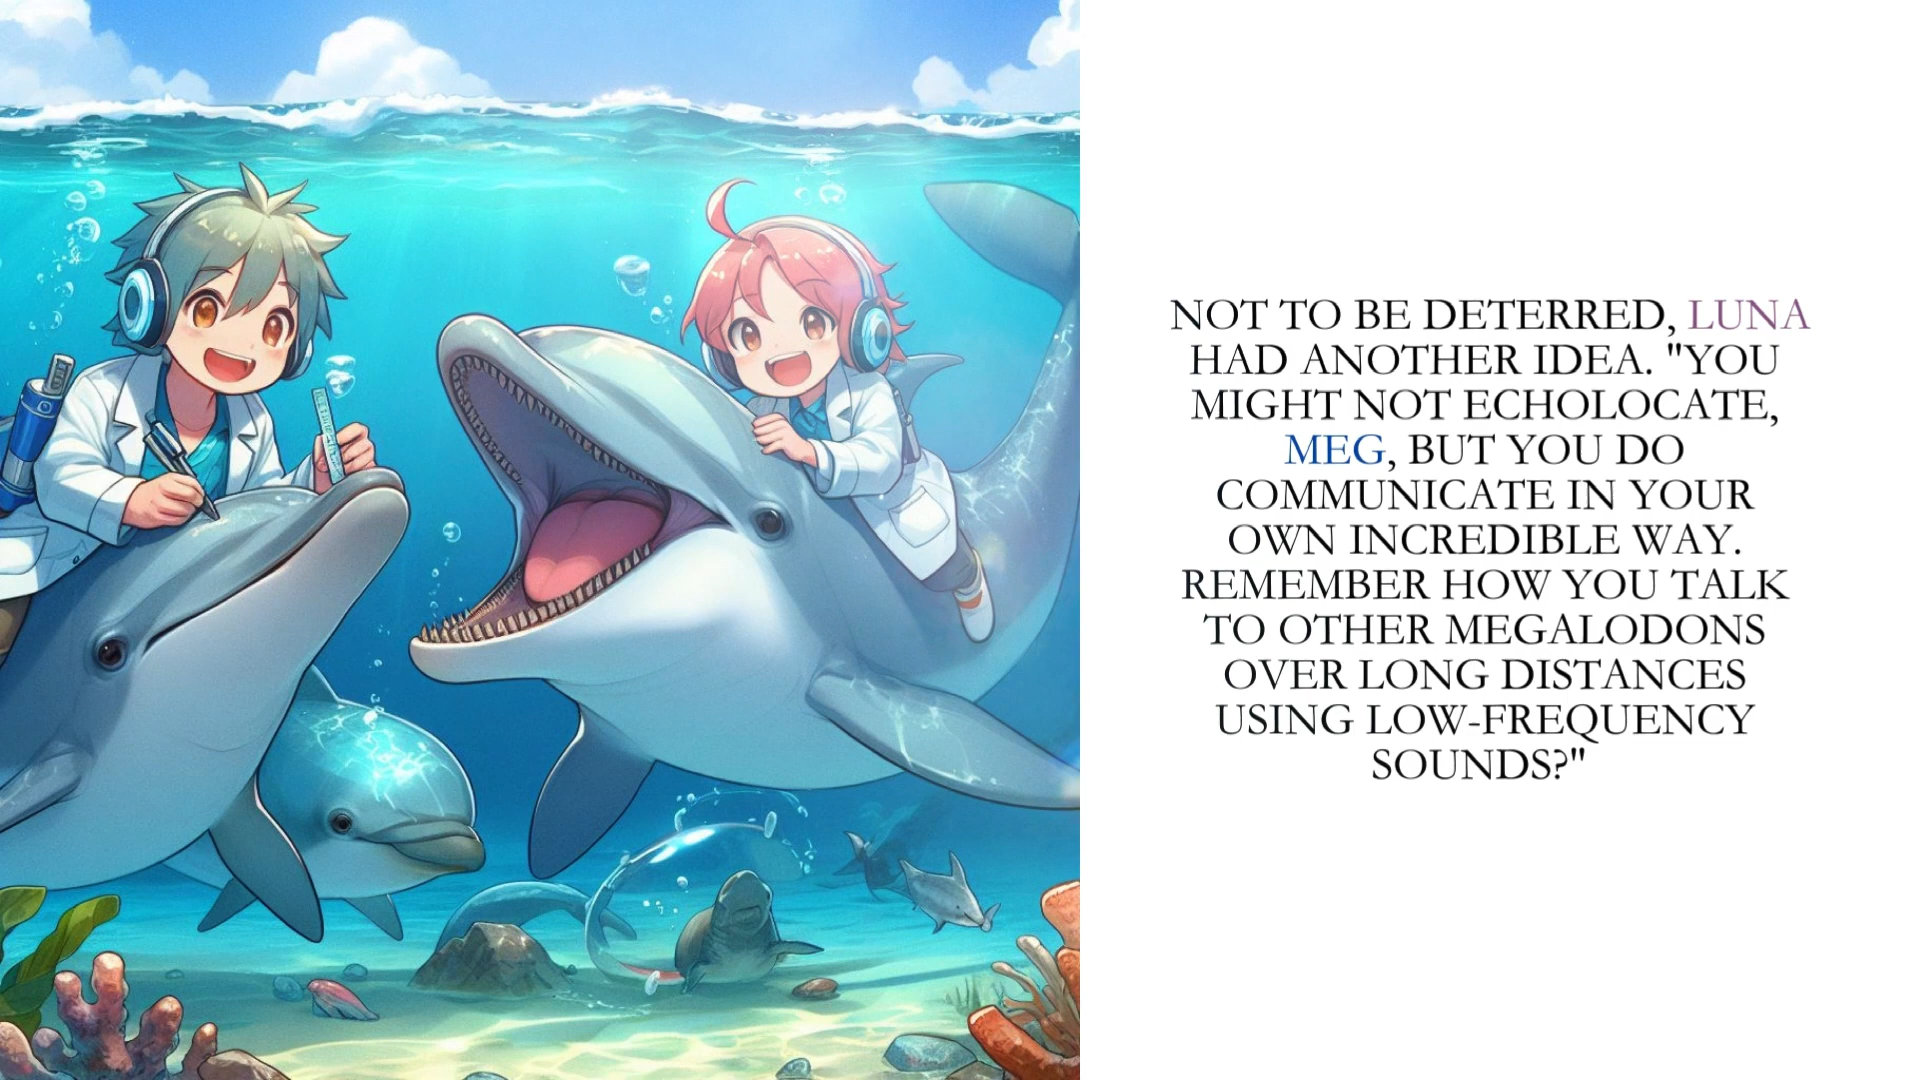 NOT TO BE DETERRED, LUNA
HAD ANOTHER IDEA. "YOU
MIGHT NOT ECHOLOCATE,
MEG, BUT YOU DO
COMMUNICATE IN YOUR
OWN INCREDIBLE WAY.
REMEMBER HOW YOU TALK
TO OTHER MEGALODONS
OVER LONG DISTANCES
USING LOW-FREQUENCY
SOUNDS?"